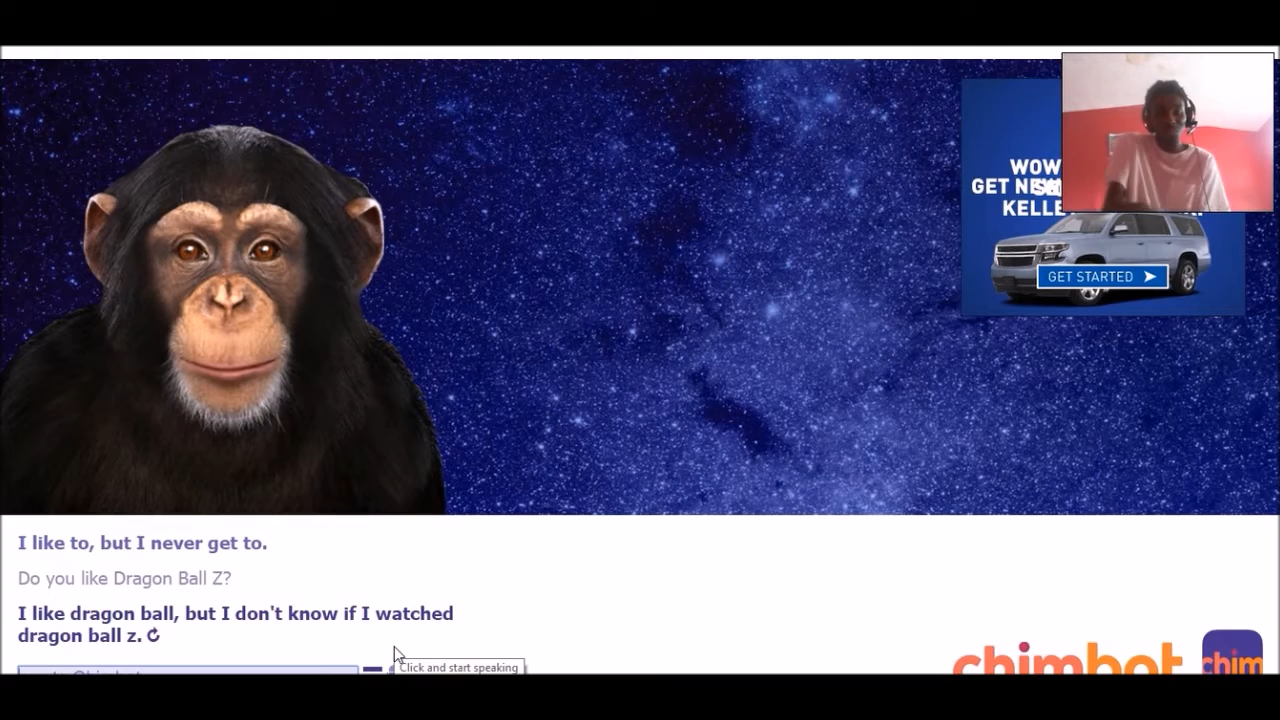 WOW
GET
KELLE
GET STARTED
I like to, but I never get to.
Do you like Dragon Ball Z?
I like dragon ball, but I don't know if I watched
dragon ball z.
Click and start speaking
chimbot
chim